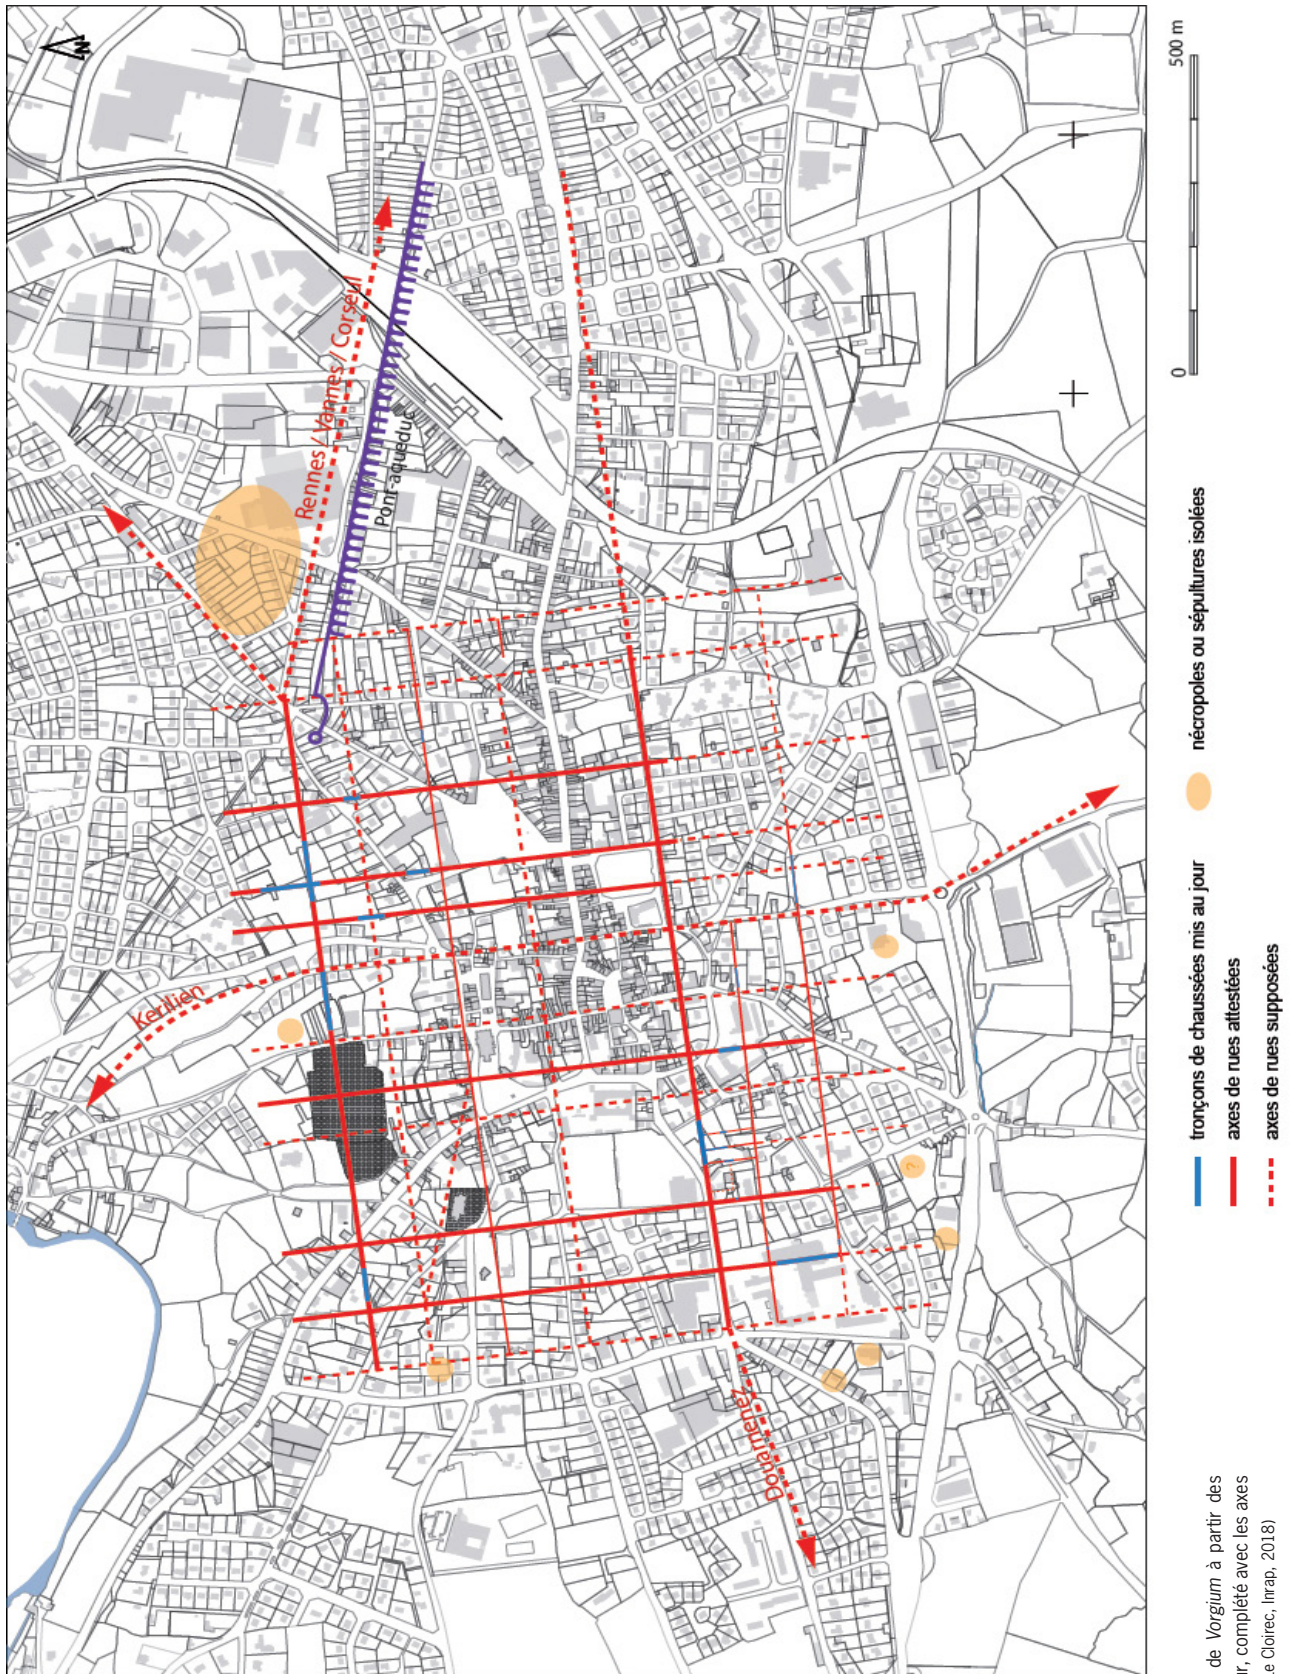 N
Rennes / Vannes / Corseul
Pont-aqueduc
Kerilien
Douarnenez
?
0
500 m
tronçons de chaussées mis au jour
axes de rues attestées
axes de rues supposées
nécropoles ou sépultures isolées
de Vorgium à partir des
ur, complété avec les axes
Le Cloirec, Inrap, 2018)